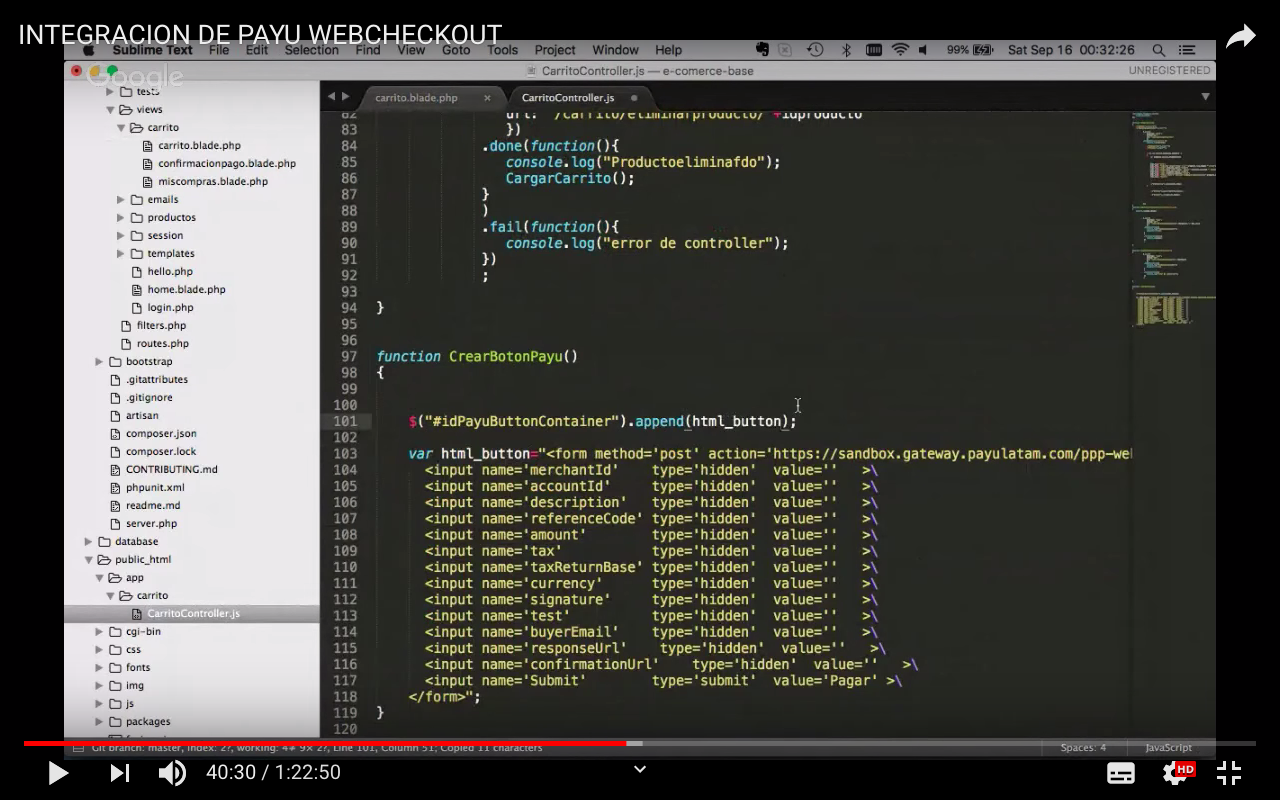 INTEGRACION DE PAYU WEBCHECKOUT
Sublime Text File Edit Selection Find View Goto Tools Project Window Help 99% Sat Sep 16 00:32:26
Google
CarritoController.js — e-comerce-base UNREGISTERED
carrito.blade.php × CarritoController.js
tests
views
carrito
carrito.blade.php
confirmacionpago.blade.php
miscompras.blade.php
emails
productos
session
templates
hello.php
home.blade.php
login.php
filters.php
routes.php
bootstrap
.gitattributes
.gitignore
artisan
composer.json
composer.lock
CONTRIBUTING.md
phpunit.xml
readme.md
server.php
database
public_html
app
carrito
CarritoController.js
cgi-bin
css
fonts
img
js
packages
82 url: "/carrito/eliminarproducto/"+idproducto
83 })
84 .done(function(){
85 console.log("Productoeliminafdo");
86 CargarCarrito();
87 }
88 )
89 .fail(function(){
90 console.log("error de controller");
91 })
92 ;
93
94 }
95
96
97 function CrearBotonPayu()
98 {
99
100
101 $("#idPayuButtonContainer").append(html_button);
102
103 var html_button="<form method='post' action='https://sandbox.gateway.payulatam.com/ppp-we
104 <input name='merchantId' type='hidden' value='' >\
105 <input name='accountId' type='hidden' value='' >\
106 <input name='description' type='hidden' value='' >\
107 <input name='referenceCode' type='hidden' value='' >\
108 <input name='amount' type='hidden' value='' >\
109 <input name='tax' type='hidden' value='' >\
110 <input name='taxReturnBase' type='hidden' value='' >\
111 <input name='currency' type='hidden' value='' >\
112 <input name='signature' type='hidden' value='' >\
113 <input name='test' type='hidden' value='' >\
114 <input name='buyerEmail' type='hidden' value='' >\
115 <input name='responseUrl' type='hidden' value='' >\
116 <input name='confirmationUrl' type='hidden' value='' >\
117 <input name='Submit' type='submit' value='Pagar' >\
118 </form>";
119 }
120
Git branch: master, index: 2?, working: 4≠ 9× 2?, Line 101, Column 51; Copied 11 characters Spaces: 4 JavaScript
40:30 / 1:22:50 HD